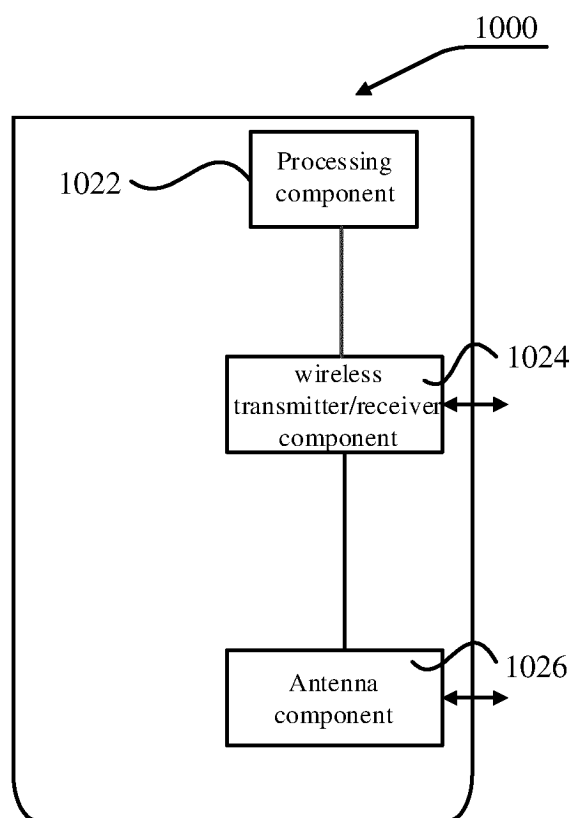 1000
Processing
component
1022
wireless
transmitter/receiver
component
1024
Antenna
component
1026